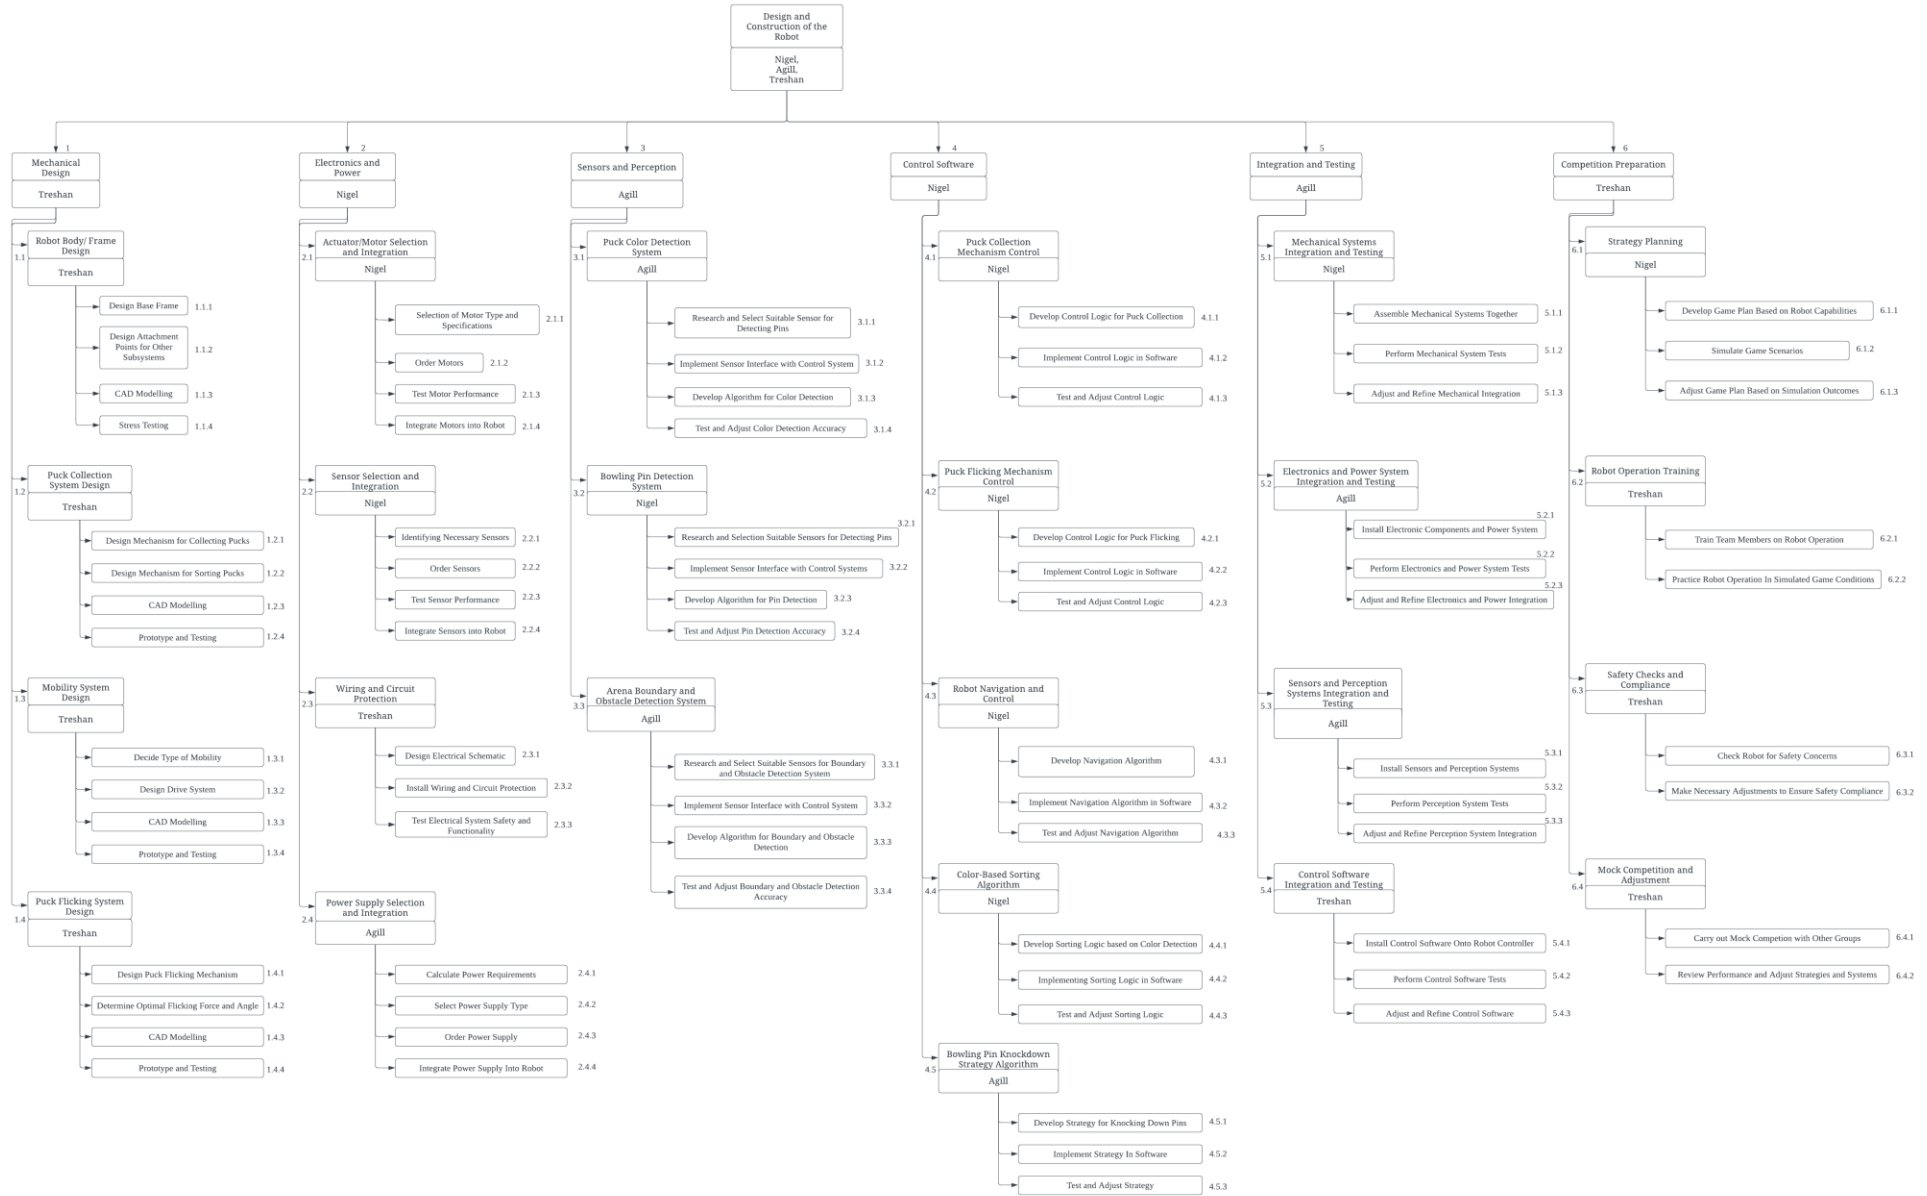 Design and
Construction of the
Robot
Nigel,
Agill,
Treshan
1
Mechanical
Design
Treshan
1.1
Robot Body/ Frame
Design
Treshan
Design Base Frame
1.1.1
Design Attachment
Points for Other
Subsystems
1.1.2
CAD Modelling
1.1.3
Stress Testing
1.1.4
1.2
Puck Collection
System Design
Treshan
Design Mechanism for Collecting Pucks
1.2.1
Design Mechanism for Sorting Pucks
1.2.2
CAD Modelling
1.2.3
Prototype and Testing
1.2.4
1.3
Mobility System
Design
Treshan
Decide Type of Mobility
1.3.1
Design Drive System
1.3.2
CAD Modelling
1.3.3
Prototype and Testing
1.3.4
1.4
Puck Flicking System
Design
Treshan
Design Puck Flicking Mechanism
1.4.1
Determine Optimal Flicking Force and Angle
1.4.2
CAD Modelling
1.4.3
Prototype and Testing
1.4.4
2
Electronics and
Power
Nigel
2.1
Actuator/Motor Selection
and Integration
Nigel
Selection of Motor Type and
Specifications
2.1.1
Order Motors
2.1.2
Test Motor Performance
2.1.3
Integrate Motors into Robot
2.1.4
2.2
Sensor Selection and
Integration
Nigel
Identifying Necessary Sensors
2.2.1
Order Sensors
2.2.2
Test Sensor Performance
2.2.3
Integrate Sensors into Robot
2.2.4
2.3
Wiring and Circuit
Protection
Treshan
Design Electrical Schematic
2.3.1
Install Wiring and Circuit Protection
2.3.2
Test Electrical System Safety and
Functionality
2.3.3
2.4
Power Supply Selection
and Integration
Agill
Calculate Power Requirements
2.4.1
Select Power Supply Type
2.4.2
Order Power Supply
2.4.3
Integrate Power Supply Into Robot
2.4.4
3
Sensors and Perception
Agill
3.1
Puck Color Detection
System
Agill
Research and Select Suitable Sensor for
Detecting Pins
3.1.1
Implement Sensor Interface with Control System
3.1.2
Develop Algorithm for Color Detection
3.1.3
Test and Adjust Color Detection Accuracy
3.1.4
3.2
Bowling Pin Detection
System
Nigel
3.2.1
Research and Selection Suitable Sensors for Detecting Pins
Implement Sensor Interface with Control Systems
3.2.2
Develop Algorithm for Pin Detection
3.2.3
Test and Adjust Pin Detection Accuracy
3.2.4
3.3
Arena Boundary and
Obstacle Detection System
Agill
Research and Select Suitable Sensors for Boundary
and Obstacle Detection System
3.3.1
Implement Sensor Interface with Control System
3.3.2
Develop Algorithm for Boundary and Obstacle
Detection
3.3.3
Test and Adjust Boundary and Obstacle Detection
Accuracy
3.3.4
4
Control Software
Nigel
4.1
Puck Collection
Mechanism Control
Nigel
Develop Control Logic for Puck Collection
4.1.1
Implement Control Logic in Software
4.1.2
Test and Adjust Control Logic
4.1.3
4.2
Puck Flicking Mechanism
Control
Nigel
Develop Control Logic for Puck Flicking
4.2.1
Implement Control Logic in Software
4.2.2
Test and Adjust Control Logic
4.2.3
4.3
Robot Navigation and
Control
Nigel
Develop Navigation Algorithm
4.3.1
Implement Navigation Algorithm in Software
4.3.2
Test and Adjust Navigation Algorithm
4.3.3
4.4
Color-Based Sorting
Algorithm
Nigel
Develop Sorting Logic based on Color Detection
4.4.1
Implementing Sorting Logic in Software
4.4.2
Test and Adjust Sorting Logic
4.4.3
4.5
Bowling Pin Knockdown
Strategy Algorithm
Agill
Develop Strategy for Knocking Down Pins
4.5.1
Implement Strategy In Software
4.5.2
Test and Adjust Strategy
4.5.3
5
Integration and Testing
Agill
5.1
Mechanical Systems
Integration and Testing
Nigel
Assemble Mechanical Systems Together
5.1.1
Perform Mechanical System Tests
5.1.2
Adjust and Refine Mechanical Integration
5.1.3
5.2
Electronics and Power System
Integration and Testing
Agill
5.2.1
Install Electronic Components and Power System
5.2.2
Perform Electronics and Power System Tests
5.2.3
Adjust and Refine Electronics and Power Integration
5.3
Sensors and Perception
Systems Integration and
Testing
Agill
5.3.1
Install Sensors and Perception Systems
5.3.2
Perform Perception System Tests
5.3.3
Adjust and Refine Perception System Integration
5.4
Control Software
Integration and Testing
Treshan
Install Control Software Onto Robot Controller
5.4.1
Perform Control Software Tests
5.4.2
Adjust and Refine Control Software
5.4.3
6
Competition Preparation
Treshan
6.1
Strategy Planning
Nigel
Develop Game Plan Based on Robot Capabilities
6.1.1
Simulate Game Scenarios
6.1.2
Adjust Game Plan Based on Simulation Outcomes
6.1.3
6.2
Robot Operation Training
Treshan
Train Team Members on Robot Operation
6.2.1
Practice Robot Operation In Simulated Game Conditions
6.2.2
6.3
Safety Checks and
Compliance
Treshan
Check Robot for Safety Concerns
6.3.1
Make Necessary Adjustments to Ensure Safety Compliance
6.3.2
6.4
Mock Competition and
Adjustment
Treshan
Carry out Mock Competion with Other Groups
6.4.1
Review Performance and Adjust Strategies and Systems
6.4.2